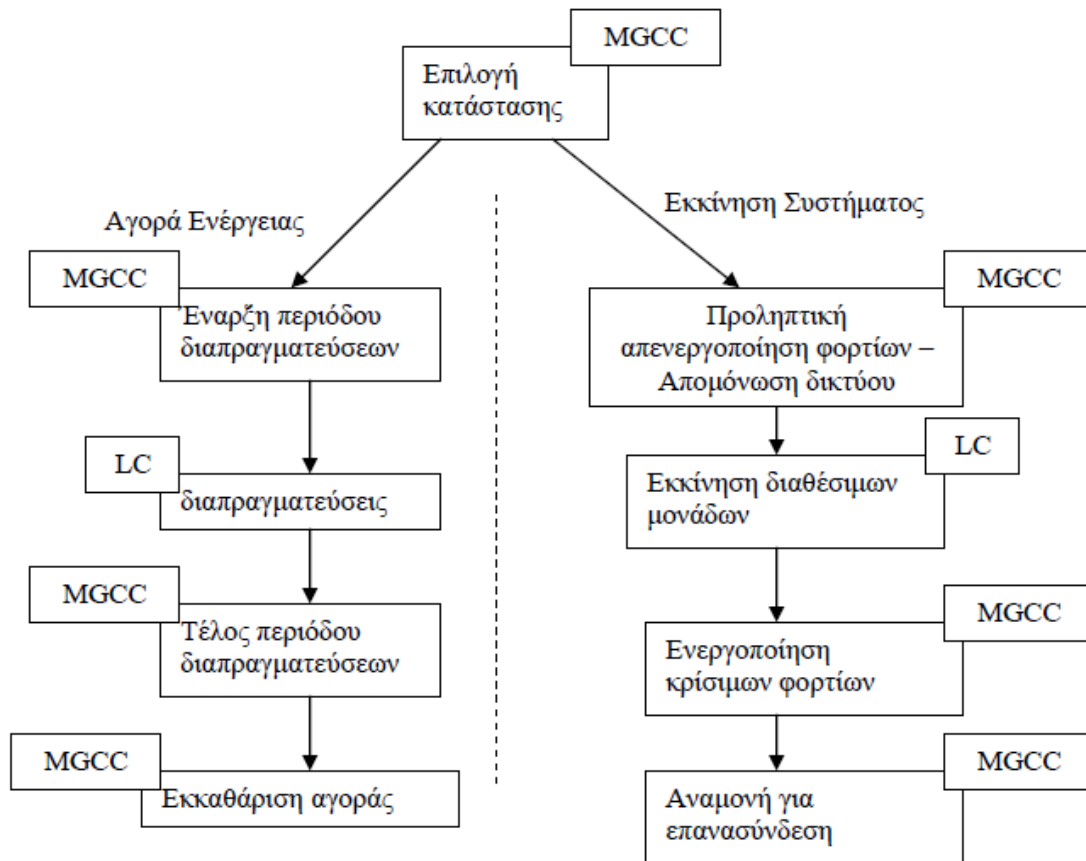 MGCC
Επιλογή
κατάστασης
Αγορά Ενέργειας
Εκκίνηση Συστήματος
MGCC
Έναρξη περιόδου
διαπραγματεύσεων
LC
διαπραγματεύσεις
MGCC
Τέλος περιόδου
διαπραγματεύσεων
MGCC
Εκκαθάριση αγοράς
MGCC
Προληπτική
απενεργοποίηση φορτίων –
Απομόνωση δικτύου
LC
Εκκίνηση διαθέσιμων
μονάδων
MGCC
Ενεργοποίηση
κρίσιμων φορτίων
MGCC
Αναμονή για
επανασύνδεση